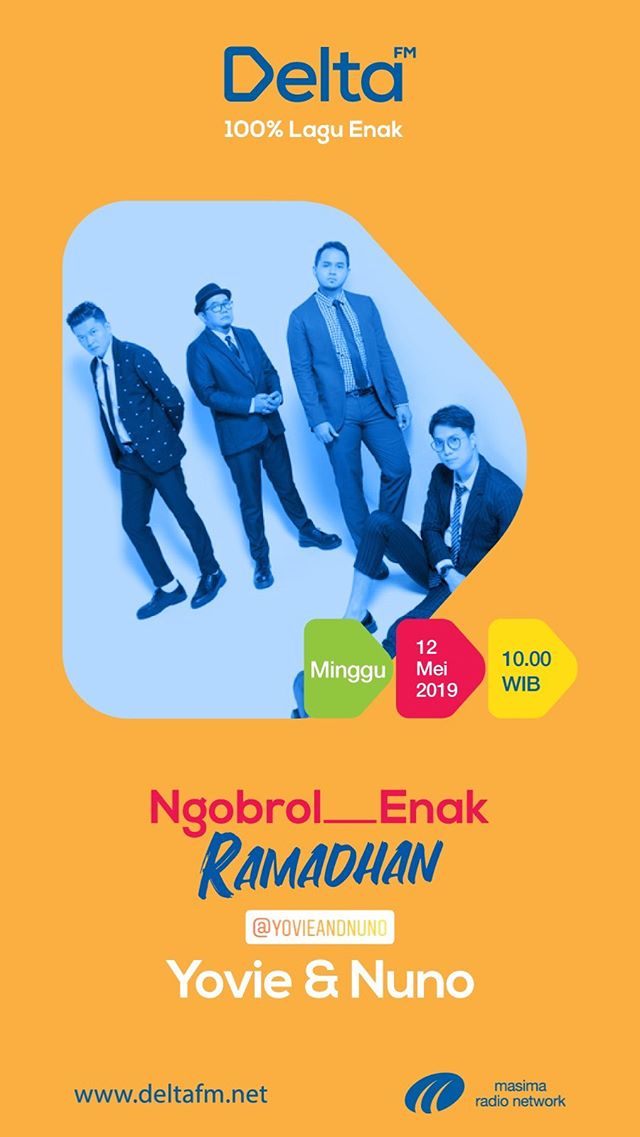 Delta FM
100% Lagu Enak
Minggu
12
Mei
2019
10.00
WIB
Ngobrol__Enak
RAMADHAN
@YOVIEANDNUNO
Yovie & Nuno
www.deltafm.net
masima
radio network